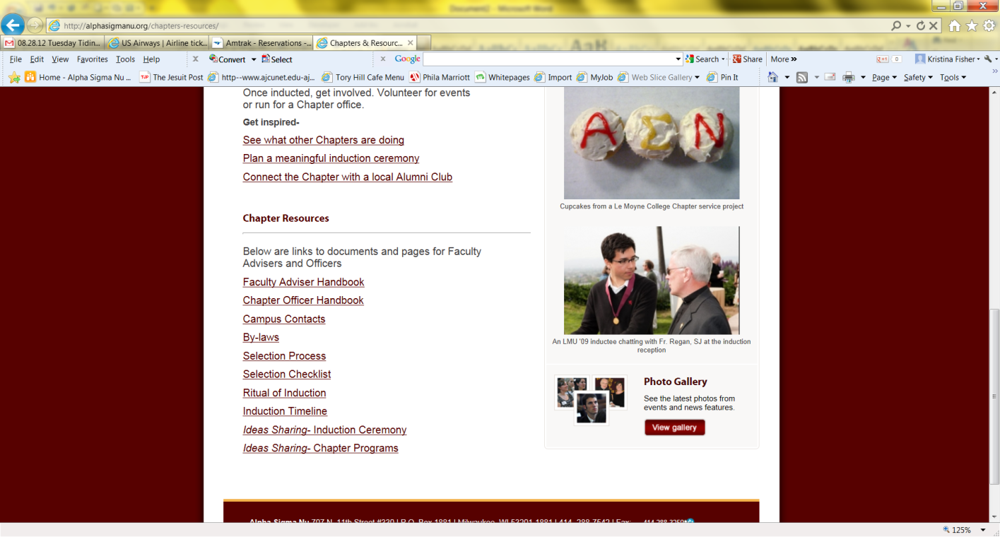 Document2 - Microsoft Word
http://alphasigmanu.org/chapters-resources/
08.28.12 Tuesday Tidin...
US Airways | Airline tick...
Amtrak - Reservations -...
Chapters & Resourc...
File Edit View Favorites Tools Help
x Convert Select
x Google
Search
Share
More »
+1 0
Kristina Fisher
Home - Alpha Sigma Nu ...
TJP The Jesuit Post
http--www.ajcunet.edu-aj...
Tory Hill Cafe Menu
Phila Marriott
Whitepages
Import
MyJob
Web Slice Gallery
Pin It
Page Safety Tools
Once inducted, get involved. Volunteer for events
or run for a Chapter office.
Get inspired-
See what other Chapters are doing
Plan a meaningful induction ceremony
Connect the Chapter with a local Alumni Club
Chapter Resources
Below are links to documents and pages for Faculty
Advisers and Officers
Faculty Adviser Handbook
Chapter Officer Handbook
Campus Contacts
By-laws
Selection Process
Selection Checklist
Ritual of Induction
Induction Timeline
Ideas Sharing- Induction Ceremony
Ideas Sharing- Chapter Programs
ΑΣΝ
Cupcakes from a Le Moyne College Chapter service project
An LMU '09 inductee chatting with Fr. Regan, SJ at the induction
reception
Photo Gallery
See the latest photos from
events and news features.
View gallery
Alpha Sigma Nu 707 N. 11th Street #330 | P.O. Box 1881 | Milwaukee, WI 53201-1881 | 414- 288-7542 | Fax:
125%